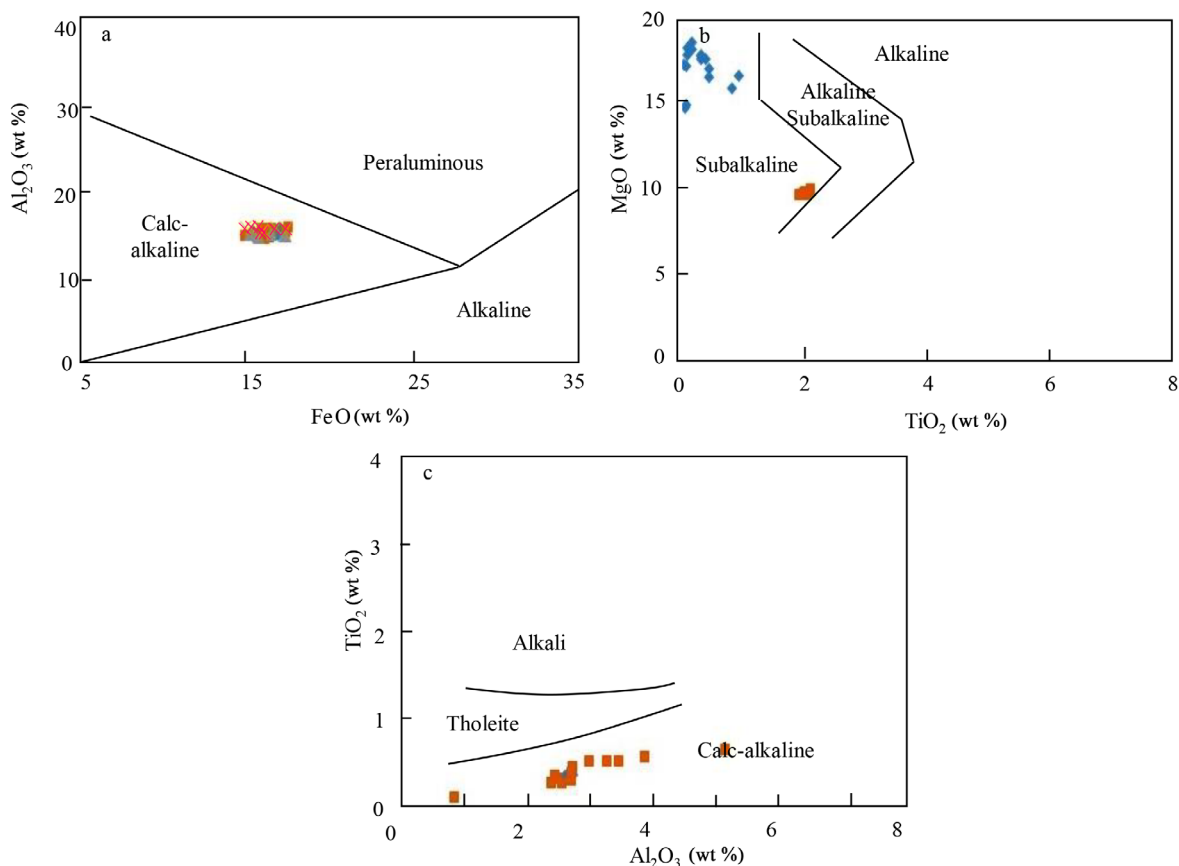 a
40
30
20
10
0
Al₂O₃ (wt %)
Peraluminous
Calc-
alkaline
Alkaline
5 15 25 35
FeO (wt %)
b
20
15
10
5
0
MgO (wt %)
Alkaline
Alkaline
Subalkaline
Subalkaline
0 2 4 6 8
TiO₂ (wt %)
c
4
3
2
1
0
TiO₂ (wt %)
Alkali
Tholeite
Calc-alkaline
0 2 4 6 8
Al₂O₃ (wt %)